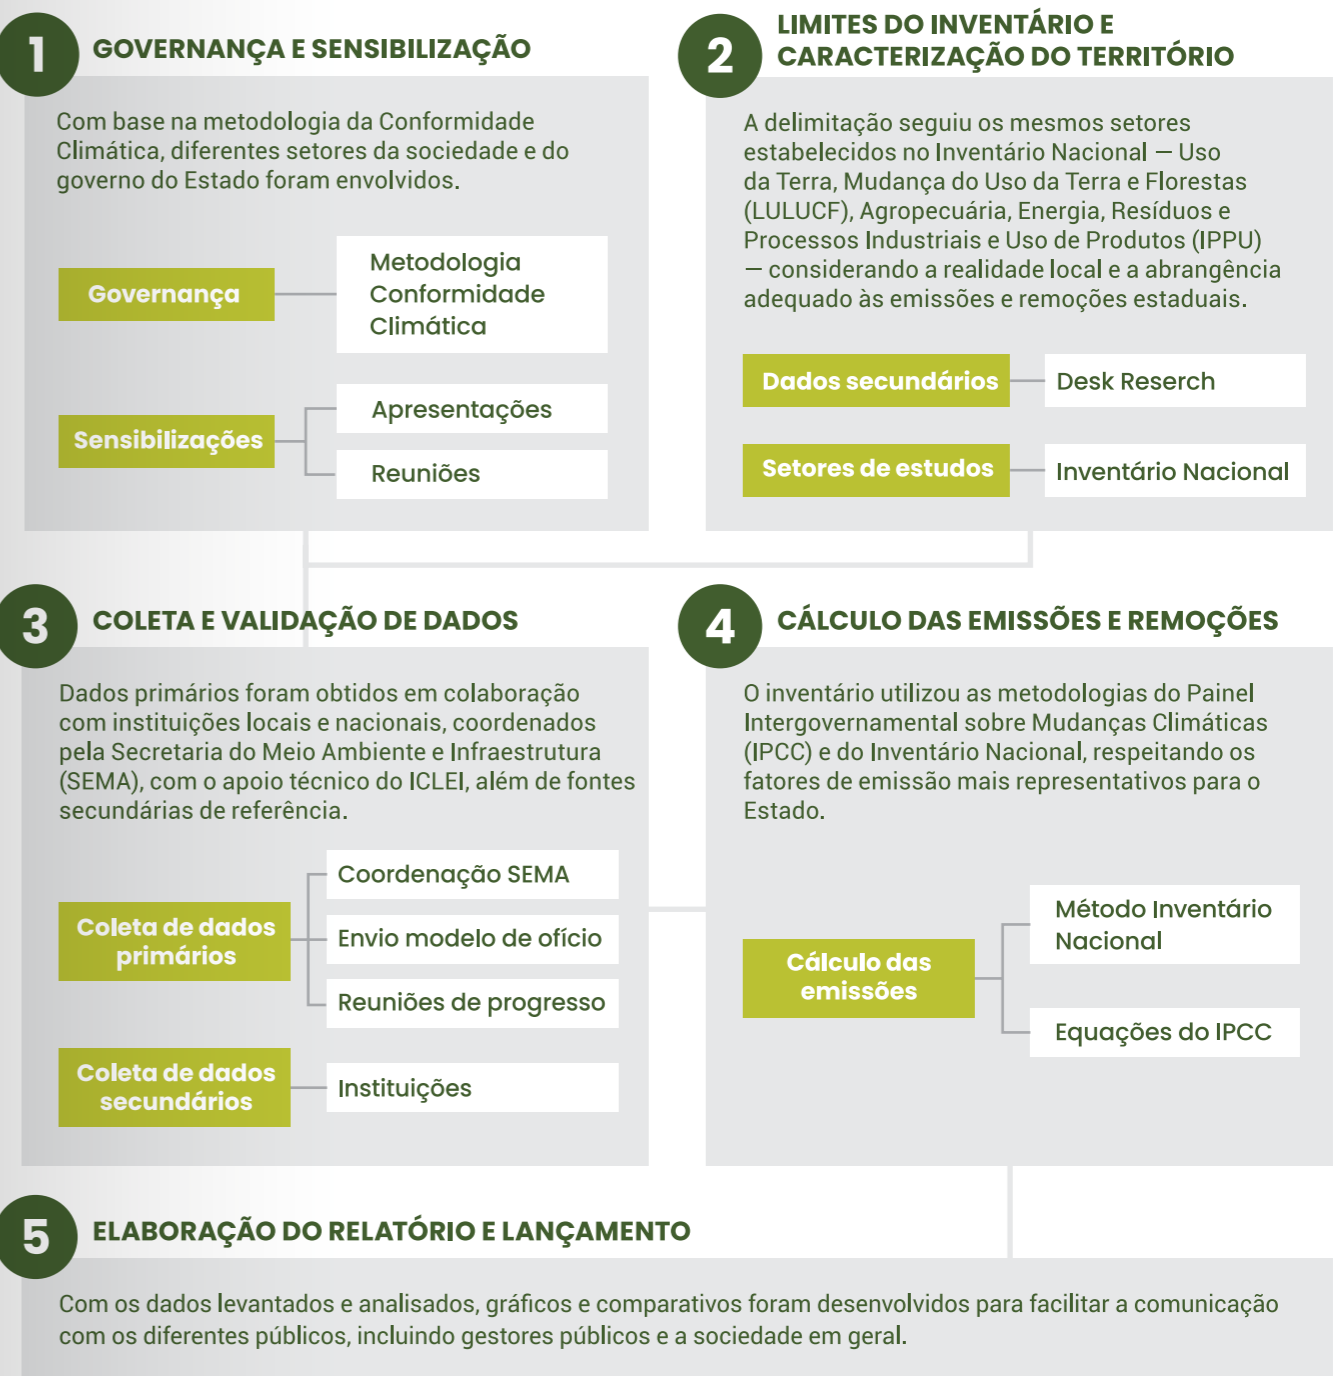 1
GOVERNANÇA E SENSIBILIZAÇÃO
Com base na metodologia da Conformidade
Climática, diferentes setores da sociedade e do
governo do Estado foram envolvidos.
Governança
Metodologia
Conformidade
Climática
Sensibilizações
Apresentações
Reuniões
2
LIMITES DO INVENTÁRIO E
CARACTERIZAÇÃO DO TERRITÓRIO
A delimitação seguiu os mesmos setores
estabelecidos no Inventário Nacional — Uso
da Terra, Mudança do Uso da Terra e Florestas
(LULUCF), Agropecuária, Energia, Resíduos e
Processos Industriais e Uso de Produtos (IPPU)
— considerando a realidade local e a abrangência
adequado às emissões e remoções estaduais.
Dados secundários
Desk Reserch
Setores de estudos
Inventário Nacional
3
COLETA E VALIDAÇÃO DE DADOS
Dados primários foram obtidos em colaboração
com instituições locais e nacionais, coordenados
pela Secretaria do Meio Ambiente e Infraestrutura
(SEMA), com o apoio técnico do ICLEI, além de fontes
secundárias de referência.
Coleta de dados
primários
Coordenação SEMA
Envio modelo de ofício
Reuniões de progresso
Coleta de dados
secundários
Instituições
4
CÁLCULO DAS EMISSÕES E REMOÇÕES
O inventário utilizou as metodologias do Painel
Intergovernamental sobre Mudanças Climáticas
(IPCC) e do Inventário Nacional, respeitando os
fatores de emissão mais representativos para o
Estado.
Cálculo das
emissões
Método Inventário
Nacional
Equações do IPCC
5
ELABORAÇÃO DO RELATÓRIO E LANÇAMENTO
Com os dados levantados e analisados, gráficos e comparativos foram desenvolvidos para facilitar a comunicação
com os diferentes públicos, incluindo gestores públicos e a sociedade em geral.